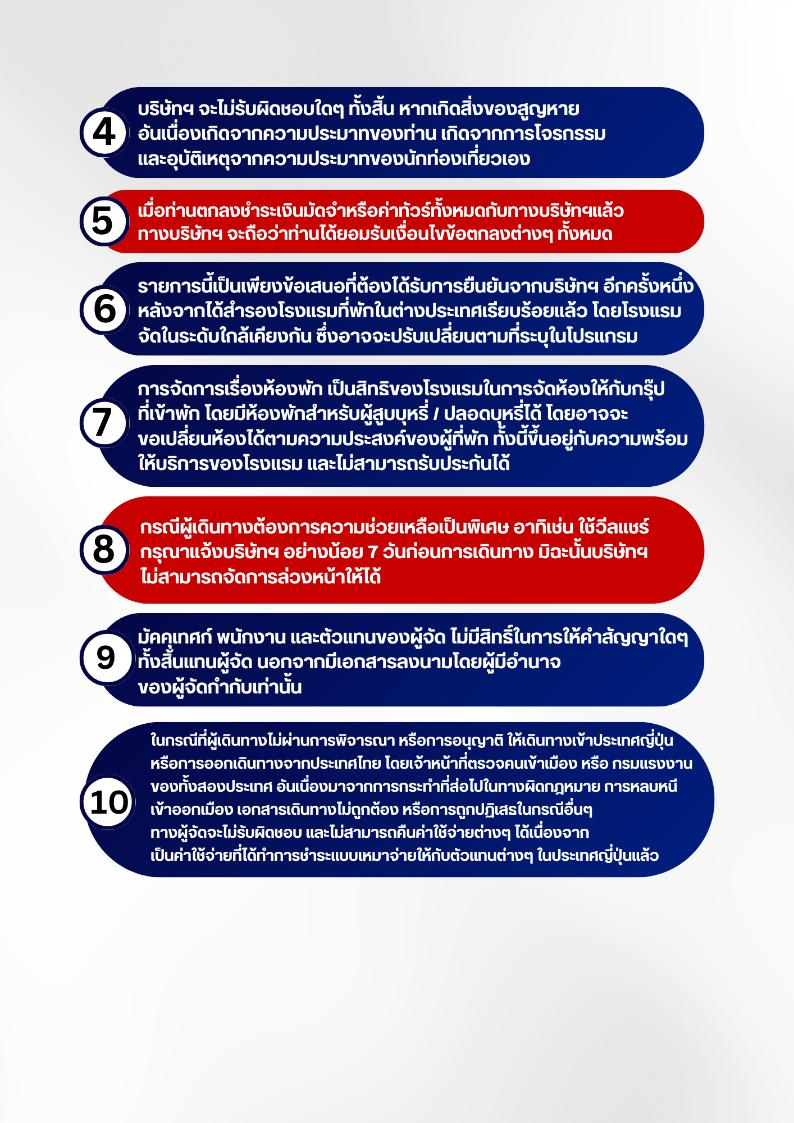 4
บริษัทฯ จะไม่รับผิดชอบใดๆ ทั้งสิ้น หากเกิดสิ่งของสูญหาย
อันเนื่องเกิดจากความประมาทของท่าน เกิดจากการโจรกรรม
และอุบัติเหตุจากความประมาทของนักท่องเที่ยวเอง
5
เมื่อท่านตกลงชำระเงินมัดจำหรือค่าทัวร์ทั้งหมดกับทางบริษัทฯแล้ว
ทางบริษัทฯ จะถือว่าท่านได้ยอมรับเงื่อนไขข้อตกลงต่างๆ ทั้งหมด
6
รายการนี้เป็นเพียงข้อเสนอที่ต้องได้รับการยืนยันจากบริษัทฯ อีกครั้งหนึ่ง
หลังจากได้สำรองโรงแรมที่พักในต่างประเทศเรียบร้อยแล้ว โดยโรงแรม
จัดในระดับใกล้เคียงกัน ซึ่งอาจจะปรับเปลี่ยนตามที่ระบุในโปรแกรม
7
การจัดการเรื่องห้องพัก เป็นสิทธิของโรงแรมในการจัดห้องให้กับกรุ๊ป
ที่เข้าพัก โดยมีห้องพักสำหรับผู้สูบบุหรี่ / ปลอดบุหรี่ได้ โดยอาจจะ
ขอเปลี่ยนห้องได้ตามความประสงค์ของผู้ที่พัก ทั้งนี้ขึ้นอยู่กับความพร้อม
ให้บริการของโรงแรม และไม่สามารถรับประกันได้
8
กรณีผู้เดินทางต้องการความช่วยเหลือเป็นพิเศษ อาทิเช่น ใช้วีลแชร์
กรุณาแจ้งบริษัทฯ อย่างน้อย 7 วันก่อนการเดินทาง มิฉะนั้นบริษัทฯ
ไม่สามารถจัดการล่วงหน้าให้ได้
9
มัคคุเทศก์ พนักงาน และตัวแทนของผู้จัด ไม่มีสิทธิ์ในการให้คำสัญญาใดๆ
ทั้งสิ้นแทนผู้จัด นอกจากมีเอกสารลงนามโดยผู้มีอำนาจ
ของผู้จัดกำกับเท่านั้น
10
ในกรณีที่ผู้เดินทางไม่ผ่านการพิจารณา หรือการอนุญาติ ให้เดินทางเข้าประเทศญี่ปุ่น
หรือการออกเดินทางจากประเทศไทย โดยเจ้าหน้าที่ตรวจคนเข้าเมือง หรือ กรมแรงงาน
ของทั้งสองประเทศ อันเนื่องมาจากการกระทำที่ส่อไปในทางผิดกฎหมาย การหลบหนี
เข้าออกเมือง เอกสารเดินทางไม่ถูกต้อง หรือการถูกปฏิเสธในกรณีอื่นๆ
ทางผู้จัดจะไม่รับผิดชอบ และไม่สามารถคืนค่าใช้จ่ายต่างๆ ได้เนื่องจาก
เป็นค่าใช้จ่ายที่ได้ทำการชำระแบบเหมาจ่ายให้กับตัวแทนต่างๆ ในประเทศญี่ปุ่นแล้ว